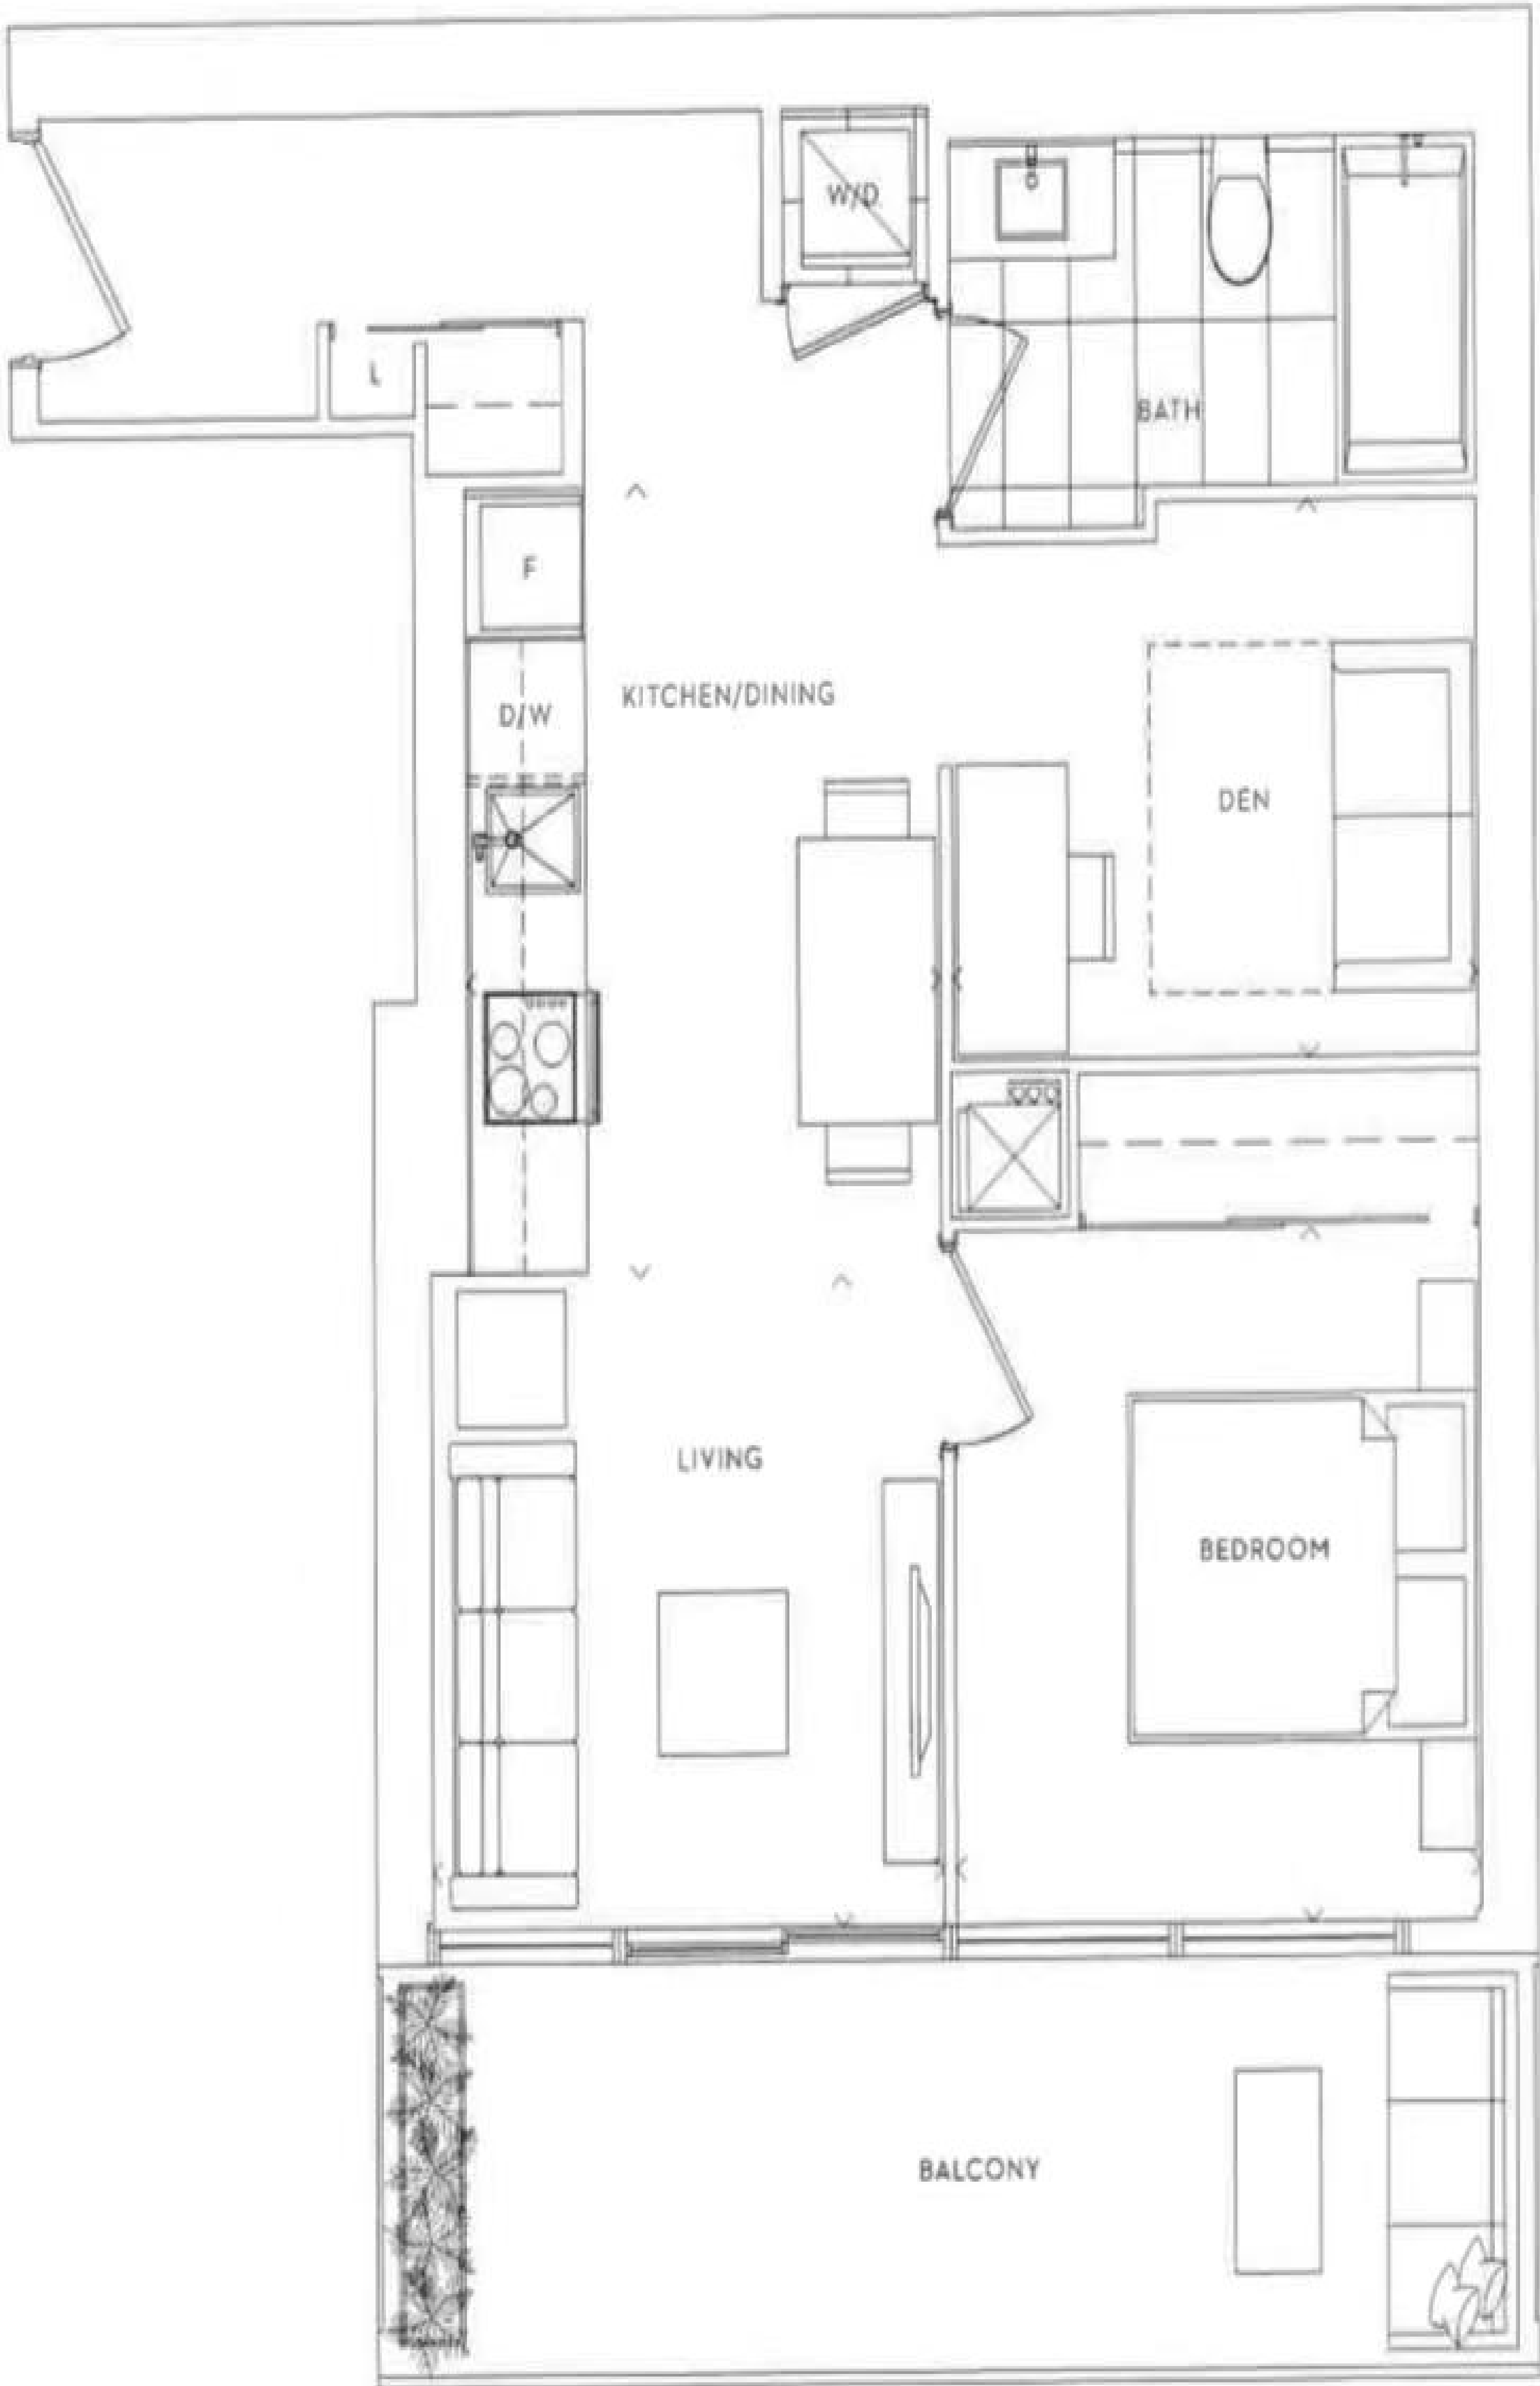 W/D
L
BATH
F
KITCHEN/DINING
D/W
DEN
LIVING
BEDROOM
BALCONY